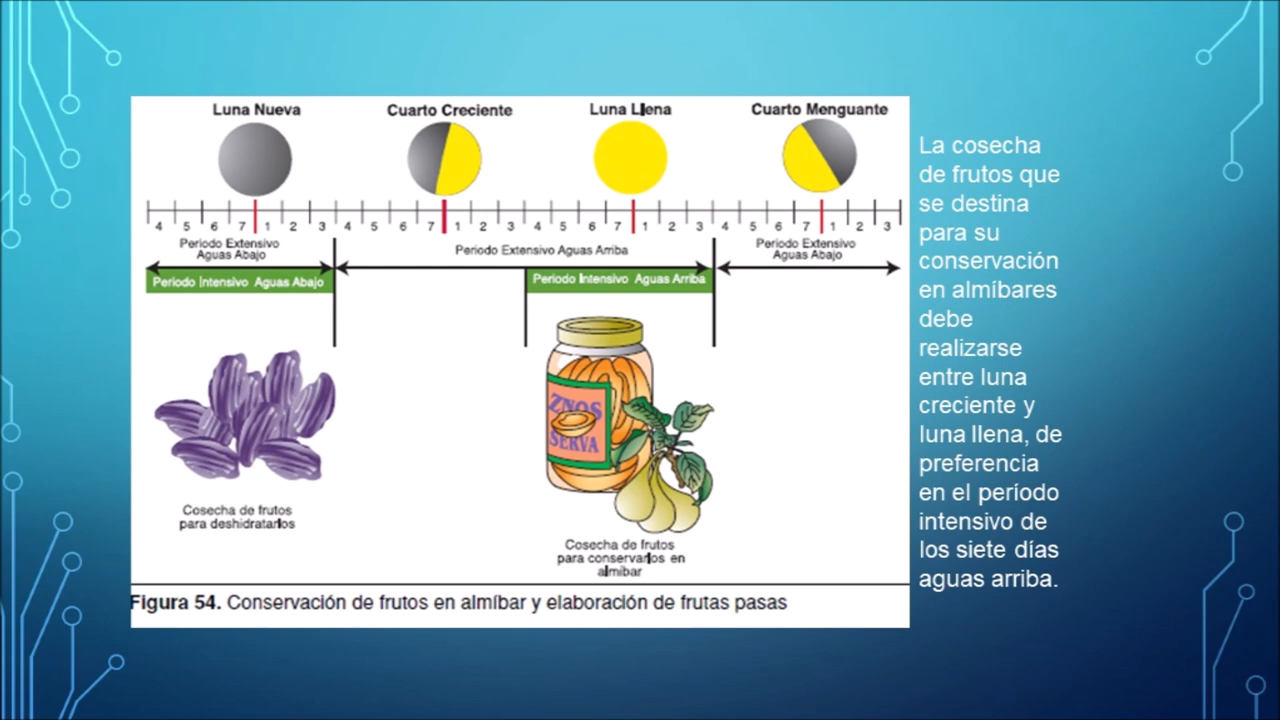 Luna Nueva
Cuarto Creciente
Luna Llena
Cuarto Menguante
4 5 6 7 1 2 3 4 5 6 7 1 2 3 4 5 6 7 1 2 3 4 5 6 7 1 2 3
Periodo Extensivo
Aguas Abajo
Periodo Extensivo Aguas Arriba
Periodo Extensivo
Aguas Abajo
Periodo Intensivo Aguas Abajo
Periodo Intensivo Aguas Arriba
ZNOS
SERVA
Cosecha de frutos
para deshidratarlos
Cosecha de frutos
para conservarlos en
almíbar
Figura 54. Conservación de frutos en almíbar y elaboración de frutas pasas
La cosecha
de frutos que
se destina
para su
conservación
en almíbares
debe
realizarse
entre luna
creciente y
luna llena, de
preferencia
en el período
intensivo de
los siete días
aguas arriba.